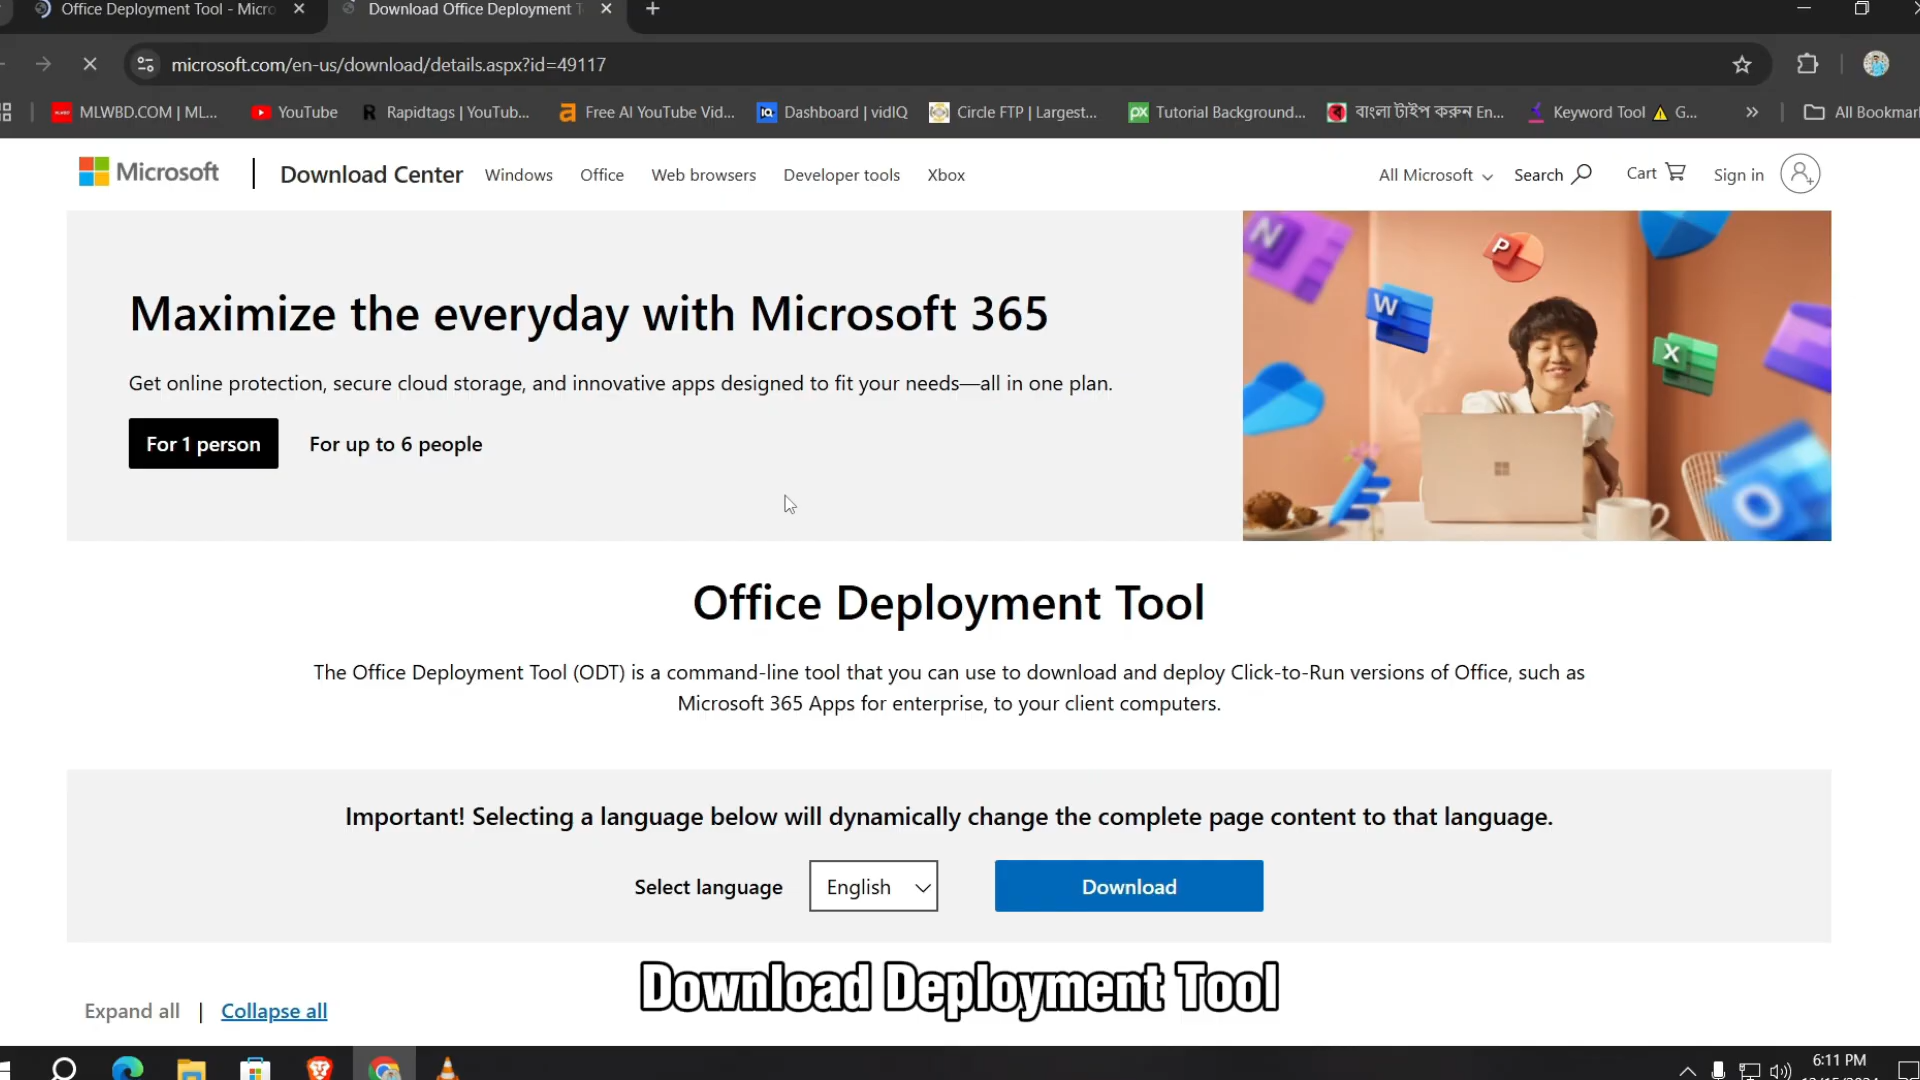 Office Deployment Tool - Micro
Download Office Deployment T
microsoft.com/en-us/download/details.aspx?id=49117
MLWBD.COM | ML...
YouTube
Rapidtags | YouTub...
Free AI YouTube Vid...
iQ
Dashboard | vidIQ
Circle FTP | Largest...
px
Tutorial Background...
বাংলা টাইপ করুন En...
Keyword Tool ⚠ G...
»
All Bookmar
Microsoft
Download Center
Windows
Office
Web browsers
Developer tools
Xbox
All Microsoft
Search
Cart
Sign in
Maximize the everyday with Microsoft 365
Get online protection, secure cloud storage, and innovative apps designed to fit your needs—all in one plan.
For 1 person
For up to 6 people
N
P
W
X
O
Office Deployment Tool
The Office Deployment Tool (ODT) is a command-line tool that you can use to download and deploy Click-to-Run versions of Office, such as
Microsoft 365 Apps for enterprise, to your client computers.
Important! Selecting a language below will dynamically change the complete page content to that language.
Select language
English
Download
Download Deployment Tool
Expand all | Collapse all
6:11 PM